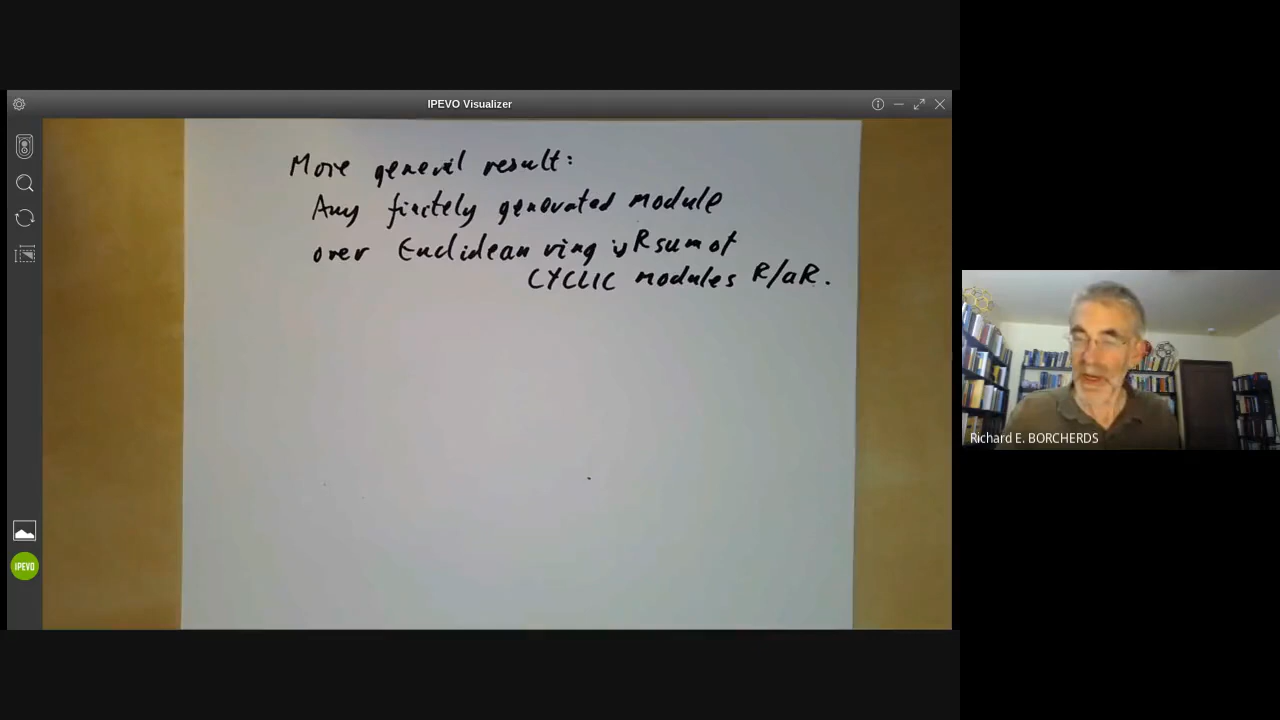 IPEVO Visualizer
More general result:
Any finitely generated module
over Euclidean ring is R sum of
CYCLIC modules R/aR.
IPEVO
Richard E. BORCHERDS